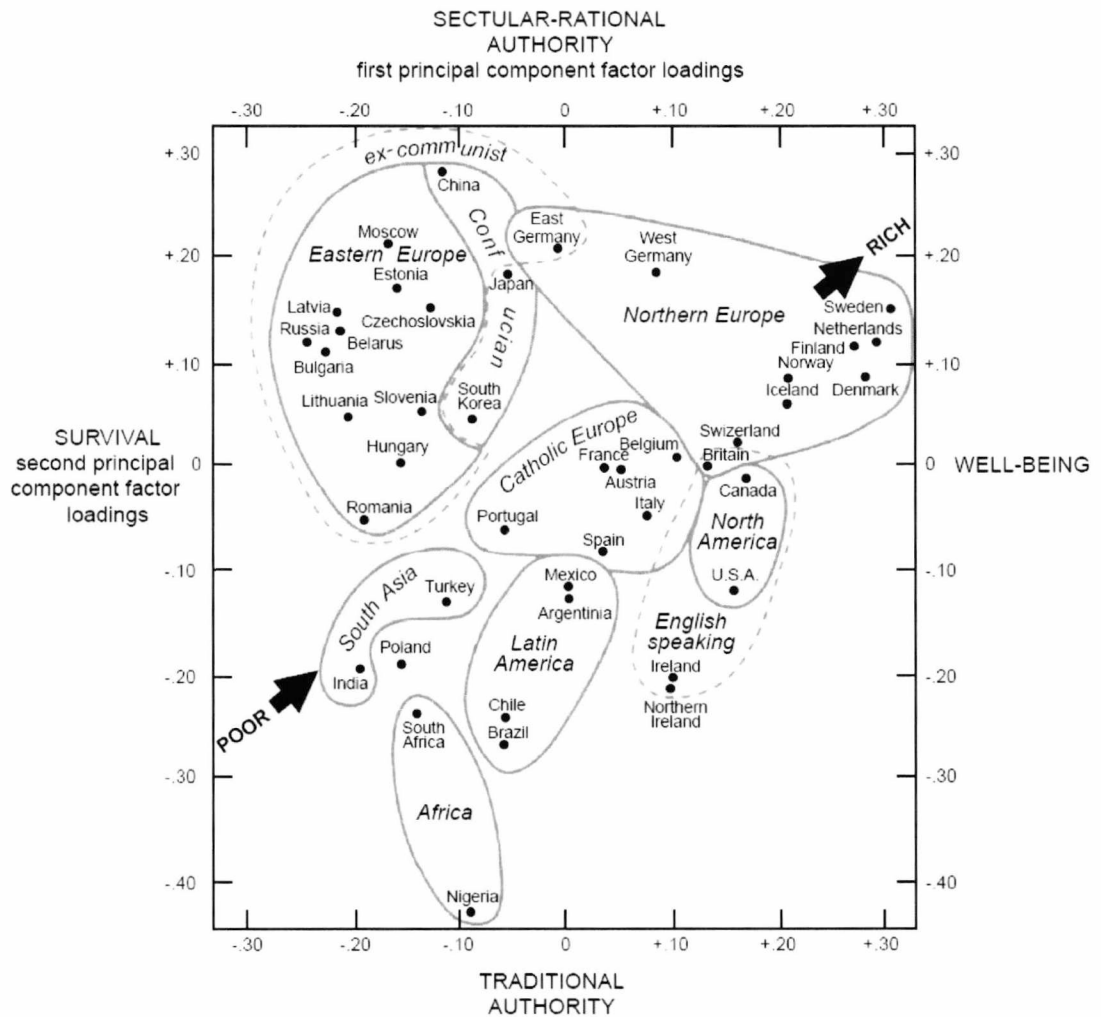 SECTULAR-RATIONAL
AUTHORITY
first principal component factor loadings
-.30 -.20 -.10 0 +.10 +.20 +.30
+.30 +.30
ex-communist
China
Conf
East
Germany
Moscow
West
Germany
RICH
+.20 +.20
Eastern Europe
Estonia
Japan
Latvia
Czechoslovskia
ucian
Northern Europe
Sweden
Russia
Belarus
Netherlands
Bulgaria
Finland
+.10 +.10
Norway
Lithuania
Slovenia
South
Korea
Iceland
Denmark
SURVIVAL
second principal
component factor
loadings
Hungary
Catholic Europe
France
Belgium
Swizerland
Britain
0 0
WELL-BEING
Austria
Canada
Romania
Portugal
Italy
North
America
Spain
-.10 -.10
South Asia
Turkey
Mexico
Argentinia
U.S.A.
English
speaking
Poland
Latin
America
Ireland
-.20 -.20
India
Northern
Ireland
POOR
South
Africa
Chile
Brazil
-.30 -.30
Africa
-.40 -.40
Nigeria
-.30 -.20 -.10 0 +.10 +.20 +.30
TRADITIONAL
AUTHORITY